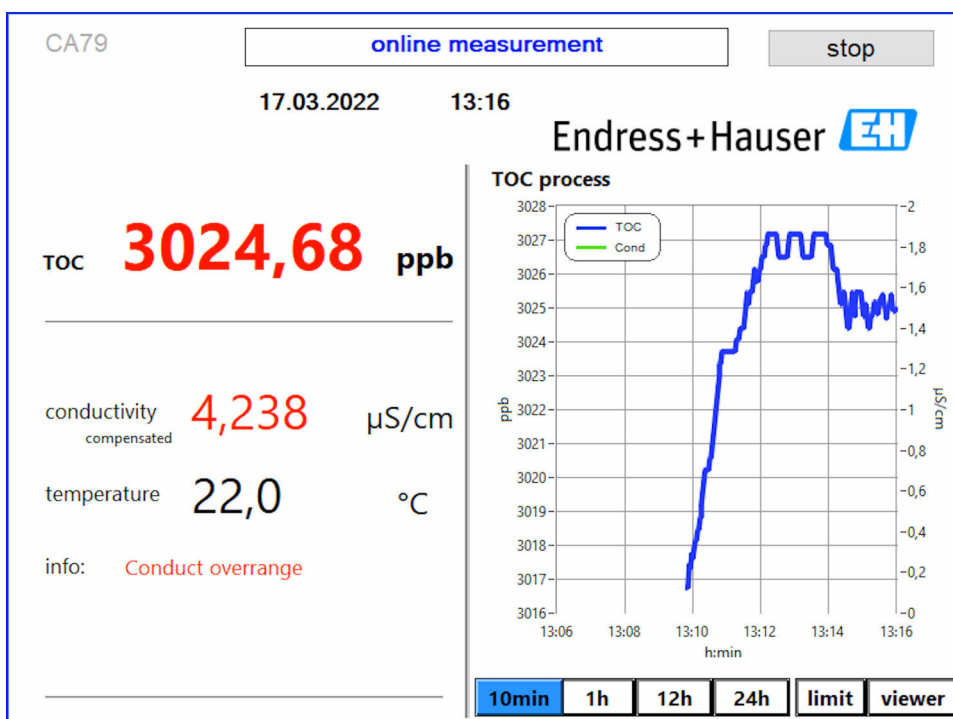 CA79
online measurement
stop
17.03.2022 13:16
Endress+Hauser EH
TOC 3024,68 ppb
conductivity 4,238 µS/cm
compensated
temperature 22,0 °C
info: Conduct overrange
TOC process
3028
3027
3026
3025
3024
3023
3022
3021
3020
3019
3018
3017
3016
ppb
TOC
Cond
2
1,8
1,6
1,4
1,2
1
0,8
0,6
0,4
0,2
0
µS/cm
13:06 13:08 13:10 13:12 13:14 13:16
h:min
10min 1h 12h 24h limit viewer